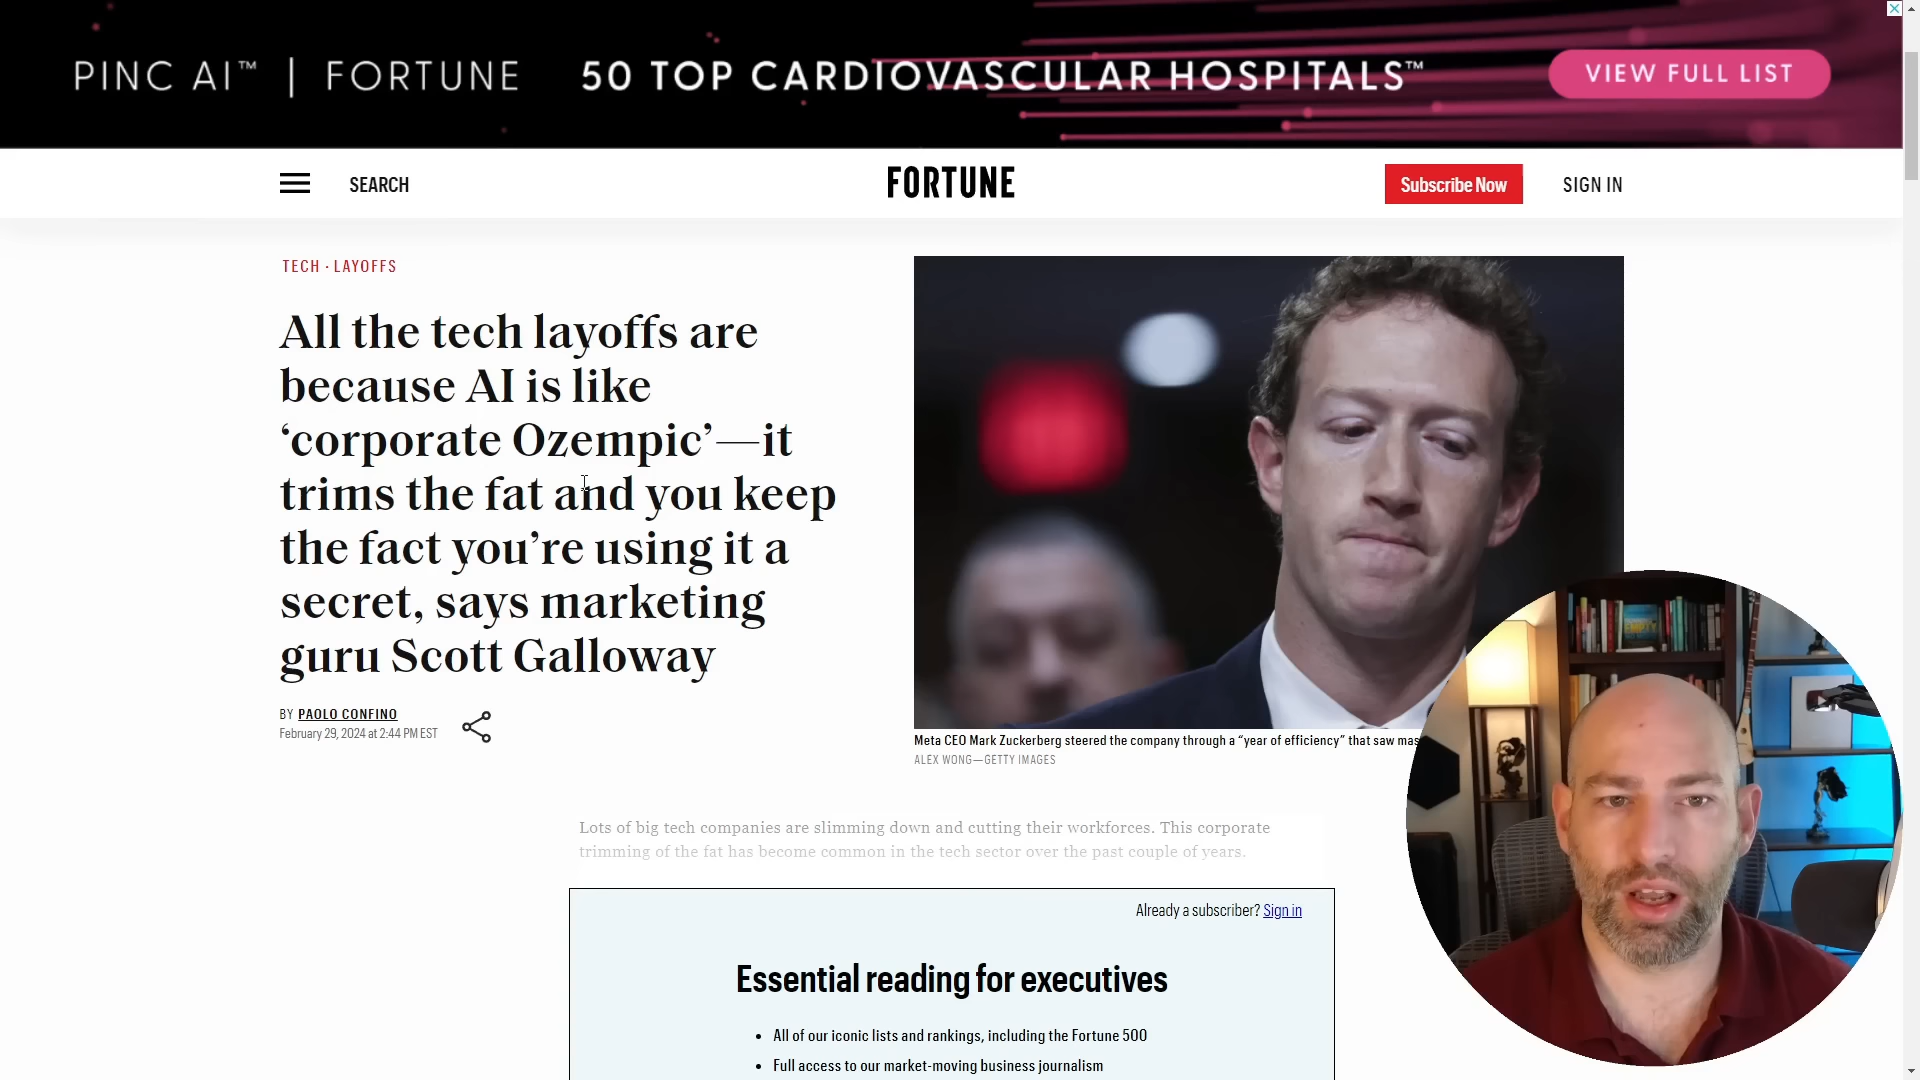 PINC AI™ | FORTUNE 50 TOP CARDIOVASCULAR HOSPITALS™ VIEW FULL LIST
SEARCH FORTUNE Subscribe Now SIGN IN
TECH · LAYOFFS
All the tech layoffs are
because AI is like
‘corporate Ozempic’—it
trims the fat and you keep
the fact you’re using it a
secret, says marketing
guru Scott Galloway
BY PAOLO CONFINO
February 29, 2024 at 2:44 PM EST
Meta CEO Mark Zuckerberg steered the company through a “year of efficiency” that saw
ALEX WONG—GETTY IMAGES
Lots of big tech companies are slimming down and cutting their workforces. This corporate
trimming of the fat has become common in the tech sector over the past couple of years.
Already a subscriber? Sign in
Essential reading for executives
• All of our iconic lists and rankings, including the Fortune 500
• Full access to our market-moving business journalism